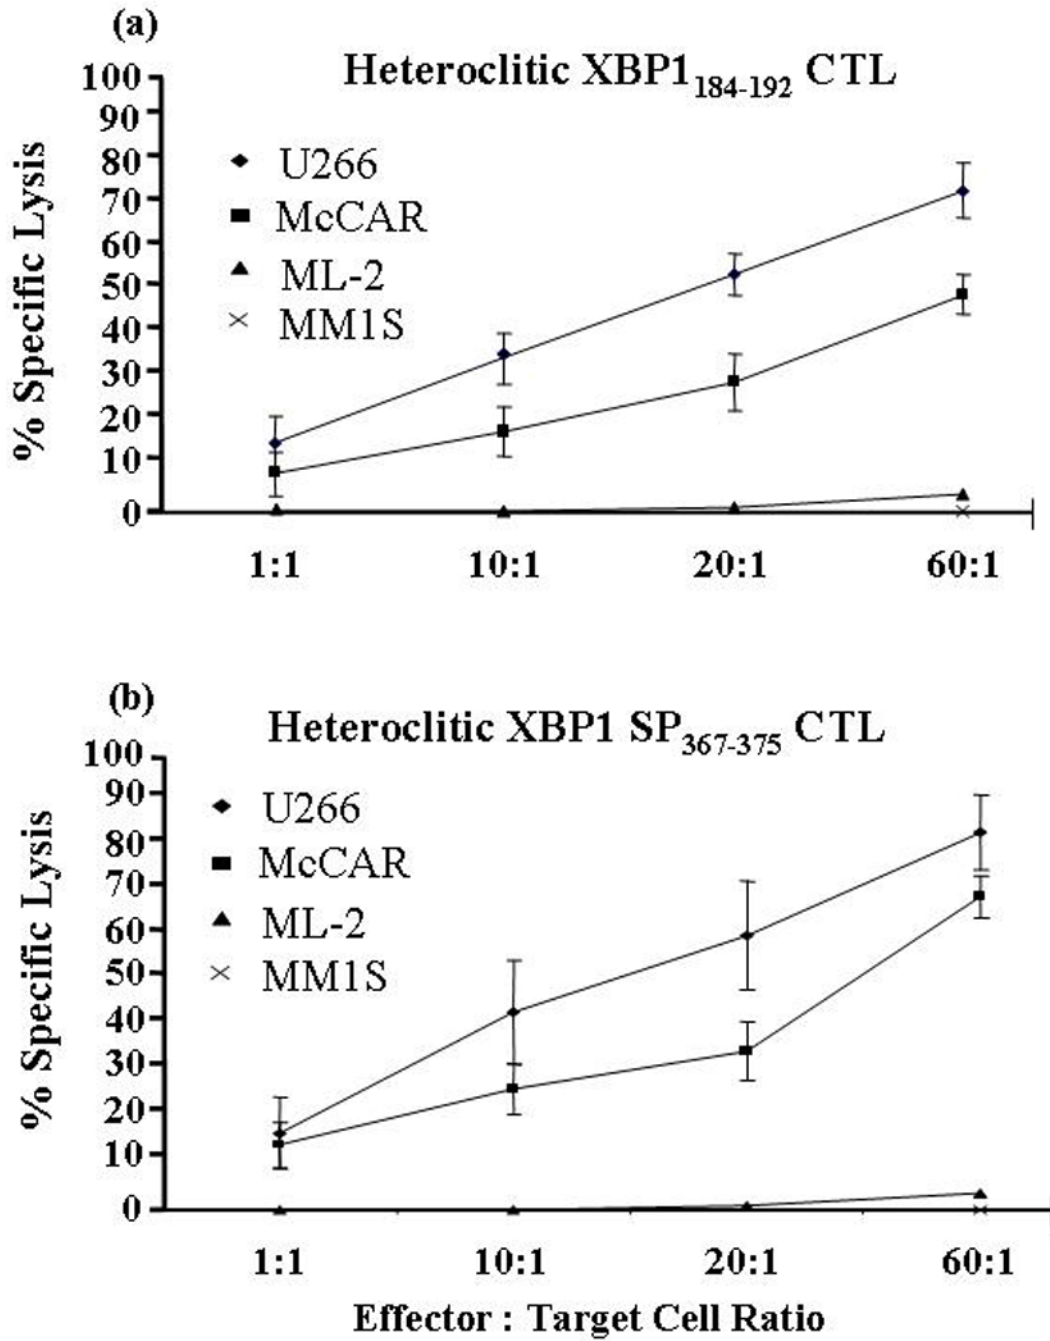 (a)
Heteroclitic XBP1184-192 CTL
100
90
80
70
60
50
40
30
20
10
0
% Specific Lysis
U266
McCAR
ML-2
MM1S
1:1 10:1 20:1 60:1
(b)
Heteroclitic XBP1 SP367-375 CTL
100
90
80
70
60
50
40
30
20
10
0
% Specific Lysis
U266
McCAR
ML-2
MM1S
1:1 10:1 20:1 60:1
Effector : Target Cell Ratio